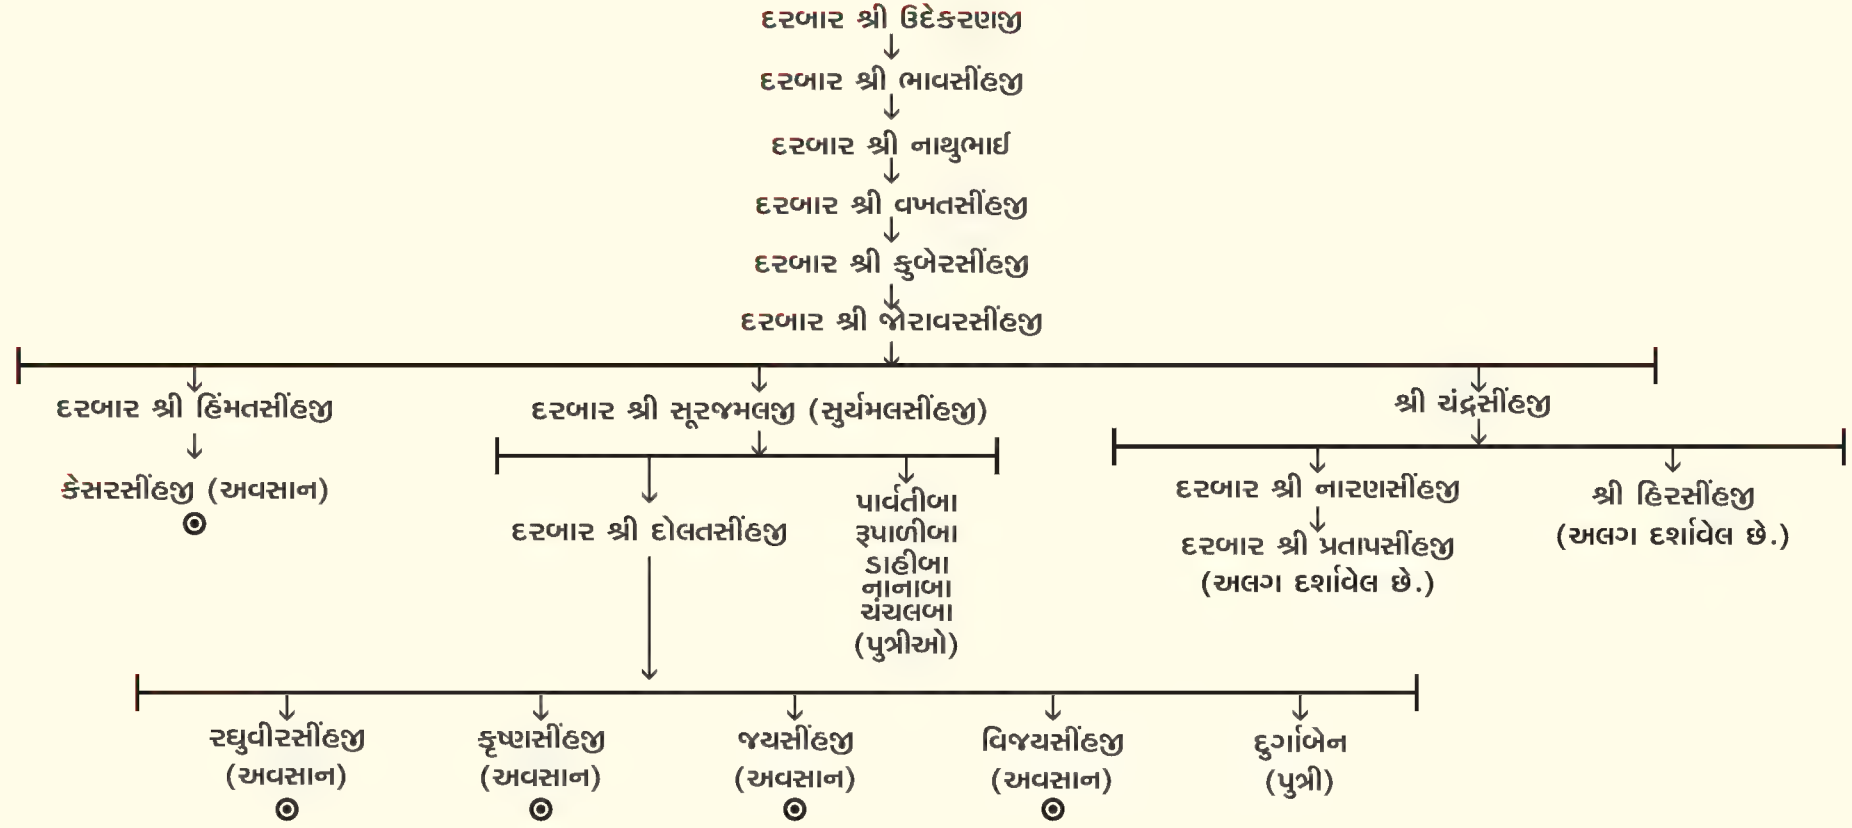 દરબાર શ્રી ઉદેકરણજી
દરબાર શ્રી ભાવસીંહજી
દરબાર શ્રી નાથુભાઈ
દરબાર શ્રી વખતસીંહજી
દરબાર શ્રી કુબેરસીંહજી
દરબાર શ્રી જોરાવરસીંહજી
દરબાર શ્રી હિંમતસીંહજી
કેસરસીંહજી (અવસાન)
દરબાર શ્રી સૂરજમલજી (સુર્યમલસીંહજી)
દરબાર શ્રી દોલતસીંહજી
પાર્વતીબા
રૂપાળીબા
ડાહીબા
નાનાબા
ચંચલબા
(પુત્રીઓ)
શ્રી ચંદ્રસીંહજી
દરબાર શ્રી નારણસીંહજી
દરબાર શ્રી પ્રતાપસીંહજી
(અલગ દર્શાવેલ છે.)
શ્રી હિરસીંહજી
(અલગ દર્શાવેલ છે.)
રઘુવીરસીંહજી
(અવસાન)
કૃષ્ણસીંહજી
(અવસાન)
જયસીંહજી
(અવસાન)
વિજયસીંહજી
(અવસાન)
દુર્ગાબેન
(પુત્રી)